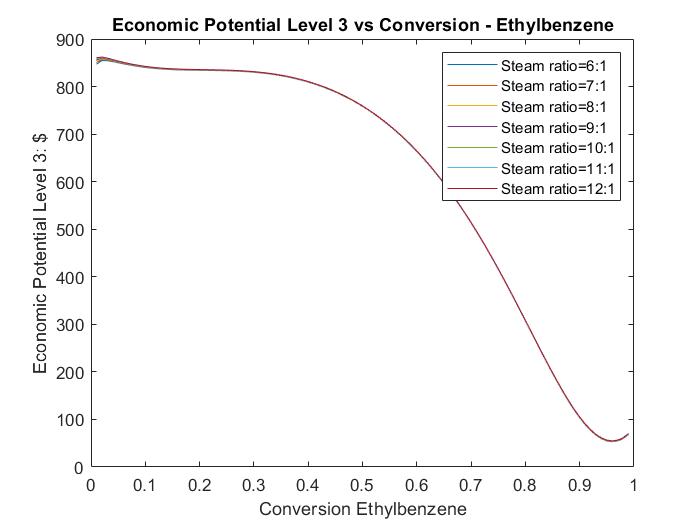 Economic Potential Level 3 vs Conversion - Ethylbenzene
900
800
700
600
500
400
300
200
100
0
Economic Potential Level 3: $
Steam ratio=6:1
Steam ratio=7:1
Steam ratio=8:1
Steam ratio=9:1
Steam ratio=10:1
Steam ratio=11:1
Steam ratio=12:1
0 0.1 0.2 0.3 0.4 0.5 0.6 0.7 0.8 0.9 1
Conversion Ethylbenzene